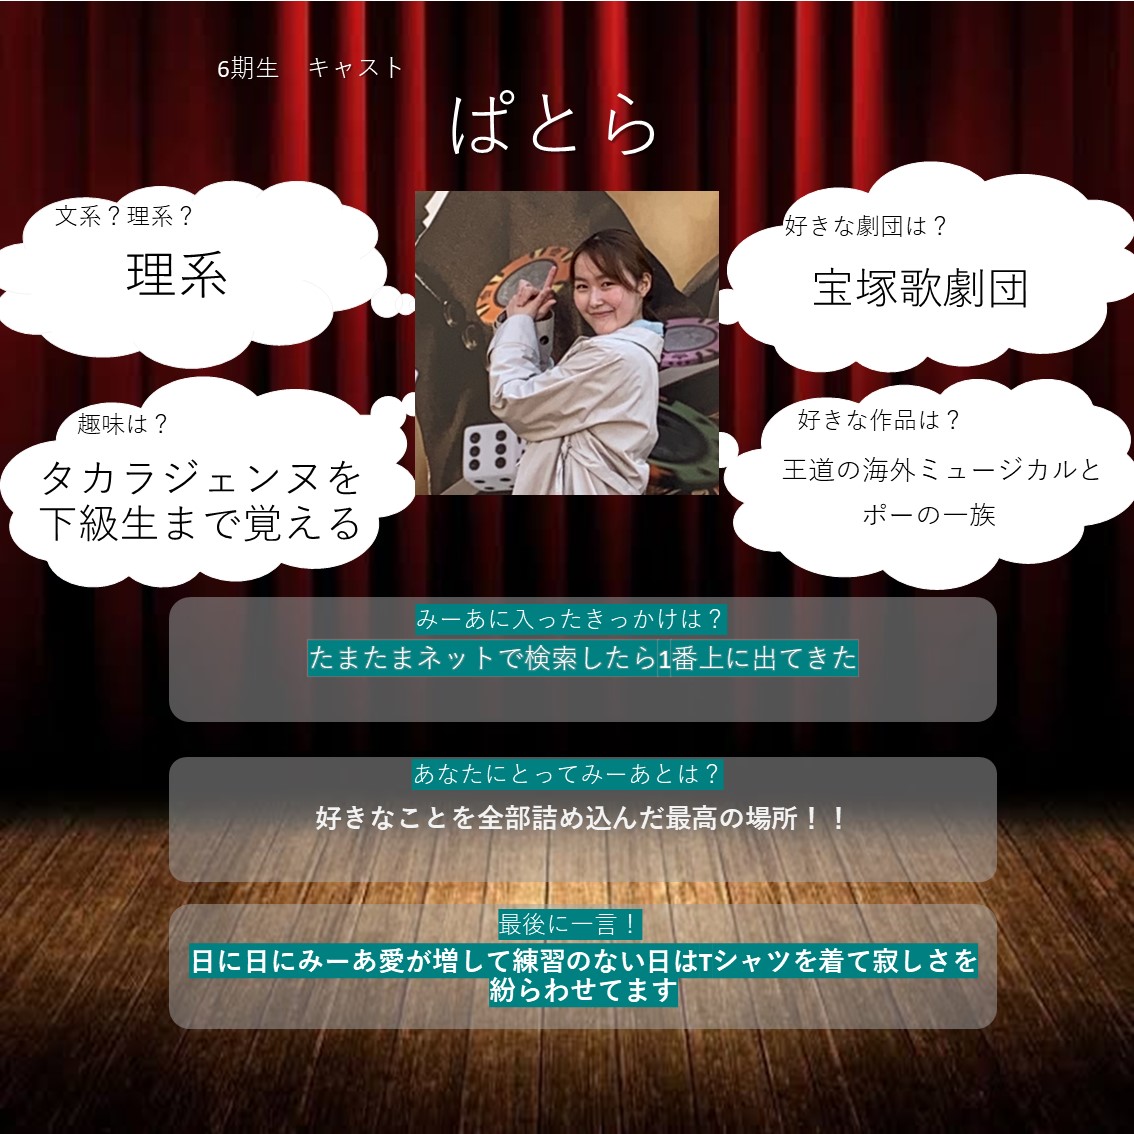 6期生　キャスト
ぱとら
文系？理系？
理系
好きな劇団は？
宝塚歌劇団
趣味は？
タカラジェンヌを
下級生まで覚える
好きな作品は？
王道の海外ミュージカルと
ポーの一族
みーあに入ったきっかけは？
たまたまネットで検索したら1番上に出てきた
あなたにとってみーあとは？
好きなことを全部詰め込んだ最高の場所！！
最後に一言！
日に日にみーあ愛が増して練習のない日はTシャツを着て寂しさを
紛らわせてます